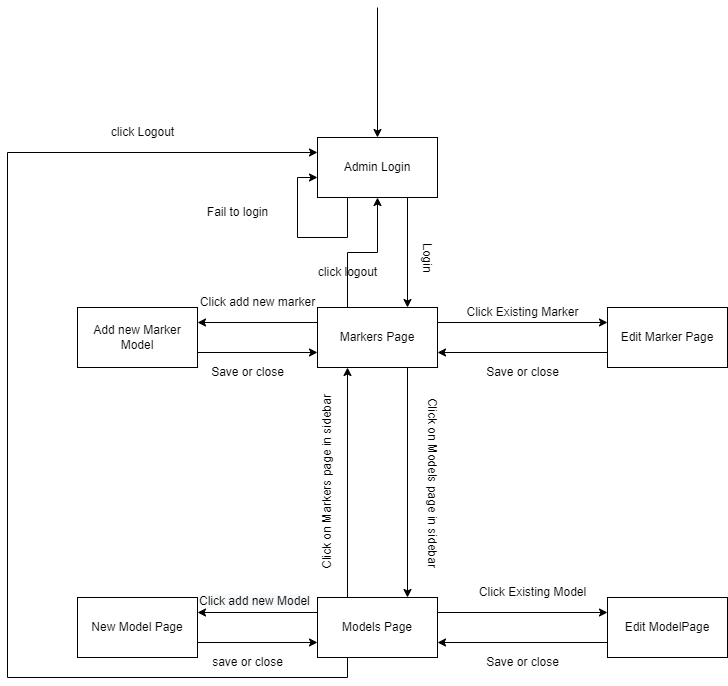 click Logout
Admin Login
Fail to login
Login
click logout
Click add new marker
Click Existing Marker
Add new Marker
Model
Markers Page
Edit Marker Page
Save or close
Save or close
Click on Markers page in sidebar
Click on Models page in sidebar
Click add new Model
Click Existing Model
New Model Page
Models Page
Edit ModelPage
save or close
Save or close